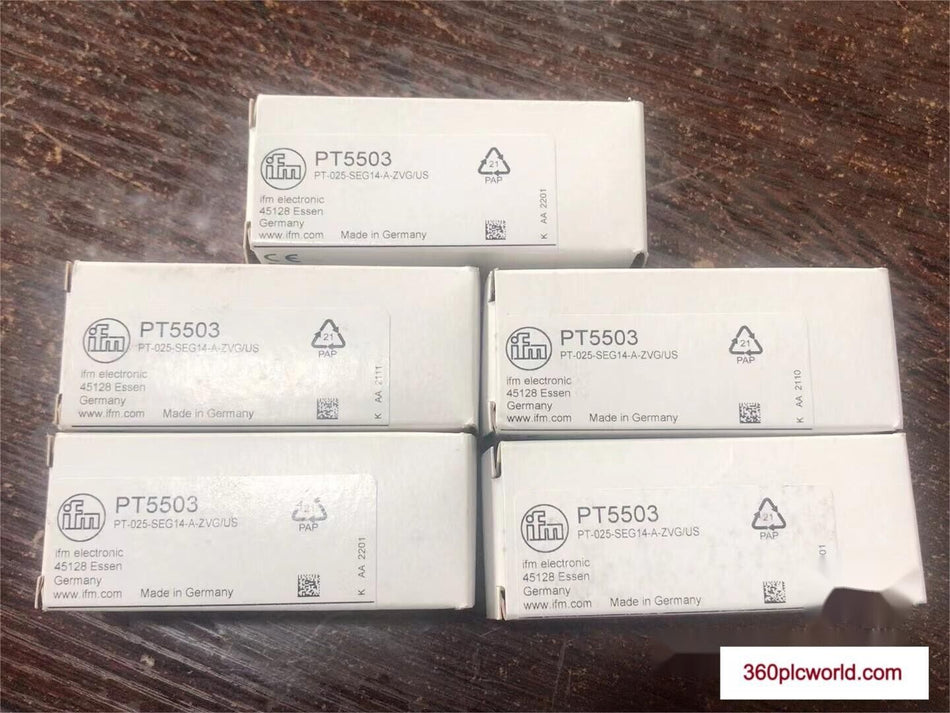 ifm
PT5503
PT-025-SEG14-A-ZVG/US
21
PAP
ifm electronic
45128 Essen
Germany
www.ifm.com Made in Germany
K AA 2201
CE
ifm
PT5503
PT-025-SEG14-A-ZVG/US
21
PAP
ifm electronic
45128 Essen
Germany
www.ifm.com Made in Germany
K AA 2111
ifm
PT5503
PT-025-SEG14-A-ZVG/US
21
PAP
ifm electronic
45128 Essen
Germany
www.ifm.com Made in Germany
K AA 2110
ifm
PT5503
PT-025-SEG14-A-ZVG/US
21
PAP
ifm electronic
45128 Essen
Germany
www.ifm.com Made in Germany
K AA 2201
ifm
PT5503
PT-025-SEG14-A-ZVG/US
21
PAP
ifm electronic
45128 Essen
Germany
www.ifm.com Made in Germany
360plcworld.com